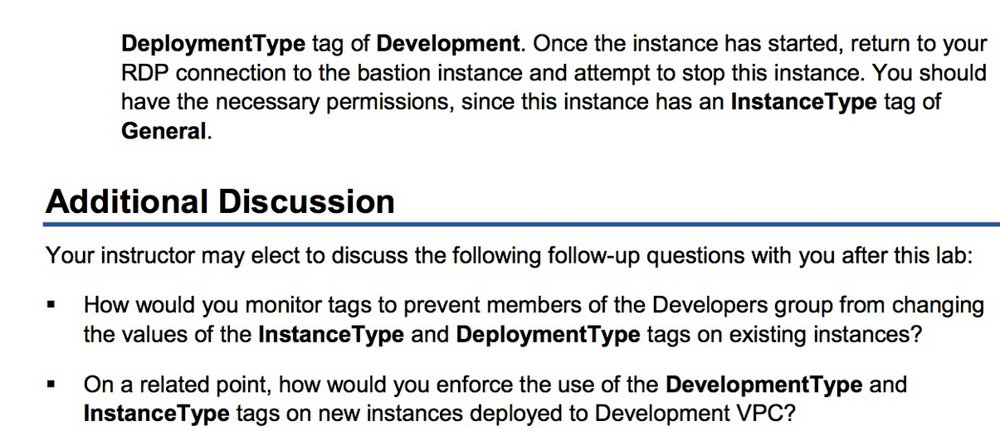 DeploymentType tag of Development. Once the instance has started, return to your
RDP connection to the bastion instance and attempt to stop this instance. You should
have the necessary permissions, since this instance has an InstanceType tag of
General.
Additional Discussion
Your instructor may elect to discuss the following follow-up questions with you after this lab:
▪ How would you monitor tags to prevent members of the Developers group from changing
the values of the InstanceType and DeploymentType tags on existing instances?
▪ On a related point, how would you enforce the use of the DevelopmentType and
InstanceType tags on new instances deployed to Development VPC?